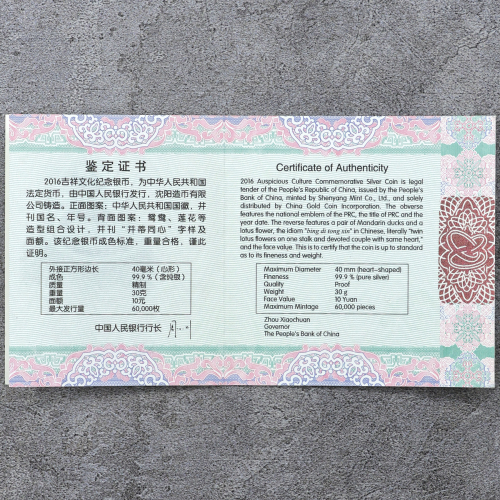 鉴定证书
2016吉祥文化纪念银币，为中华人民共和国
法定货币，由中国人民银行发行，沈阳造币有限
公司铸造。正面图案：中华人民共和国国徽，并
刊国名、年号。背面图案：鸳鸯、莲花等
造型组合设计，并刊“并蒂同心”字样及
面额。该纪念银币成色标准，重量合格，谨此
证明。
外接正方形边长 40毫米（心形）
成色 99.9%（含纯银）
质量 精制
重量 30克
面额 10元
最大发行量 60,000枚
中国人民银行行长
Certificate of Authenticity
2016 Auspicious Culture Commemorative Silver Coin is legal
tender of the People's Republic of China, issued by the People's
Bank of China, minted by Shenyang Mint Co., Ltd., and solely
distributed by China Gold Coin Incorporation. The obverse
features the national emblem of the PRC, the title of PRC and the
year date. The reverse features a pair of Mandarin ducks and a
lotus flower, the idiom "bìng dì tong xin" in Chinese, literally "twin
lotus flowers on one stalk and devoted couple with same heart,"
and the face value. This is to certify that the coin is up to standard
as to its fineness and weight.
Maximum Diameter 40 mm (heart-shaped)
Fineness 99.9% (pure silver)
Quality Proof
Weight 30 g
Face Value 10 Yuan
Maximum Mintage 60,000 pieces
Zhou Xiaochuan
Governor
The People's Bank of China